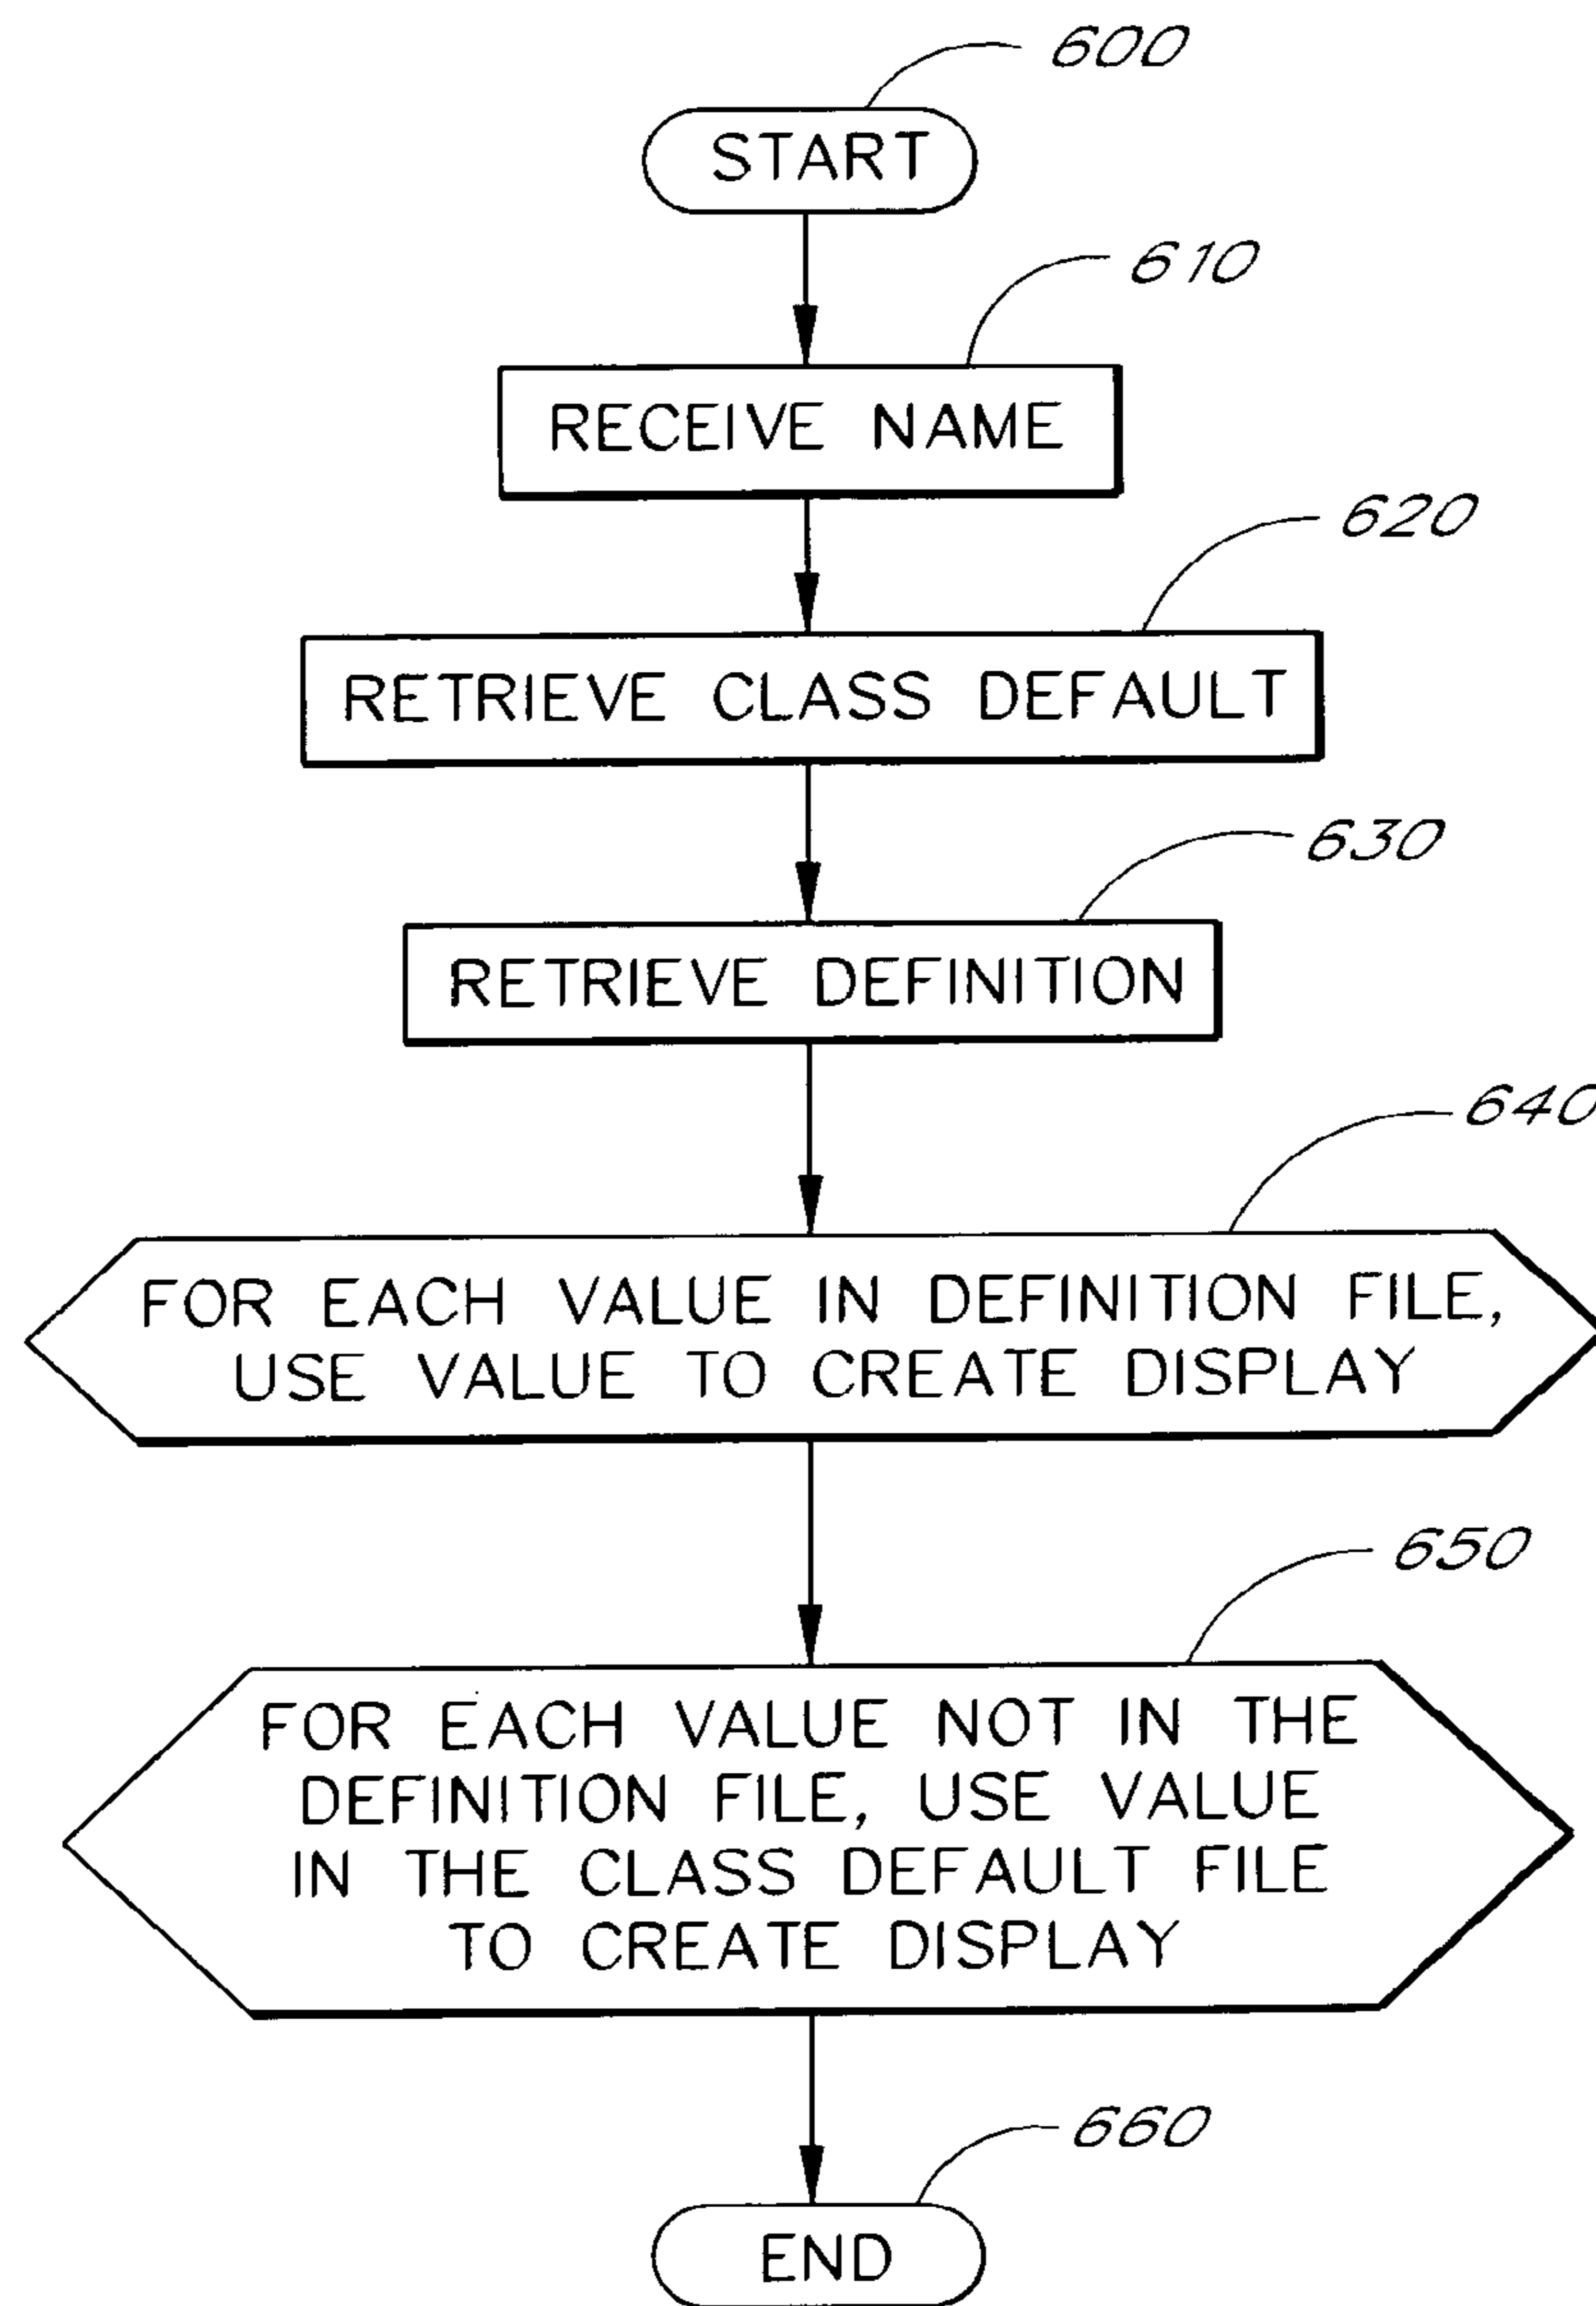 600
START
610
RECEIVE NAME
620
RETRIEVE CLASS DEFAULT
630
RETRIEVE DEFINITION
640
FOR EACH VALUE IN DEFINITION FILE,
USE VALUE TO CREATE DISPLAY
650
FOR EACH VALUE NOT IN THE
DEFINITION FILE, USE VALUE
IN THE CLASS DEFAULT FILE
TO CREATE DISPLAY
660
END